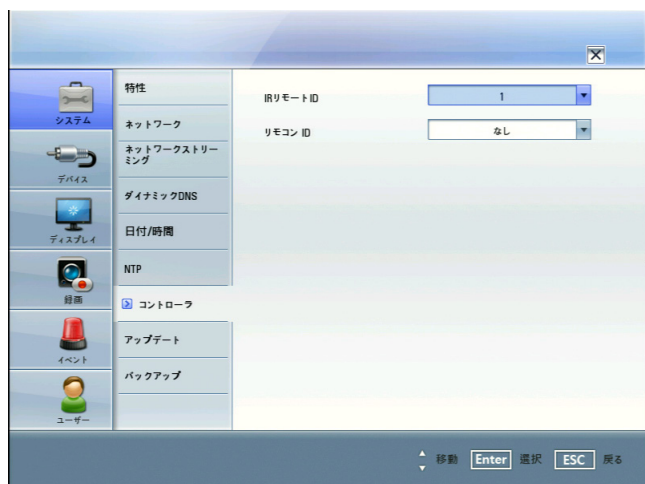 システム
デバイス
ディスプレイ
録画
イベント
ユーザー
特性
ネットワーク
ネットワークストリー
ミング
ダイナミックDNS
日付/時間
NTP
コントローラ
アップデート
バックアップ
IRリモートID
1
リモコン ID
なし
移動 Enter 選択 ESC 戻る